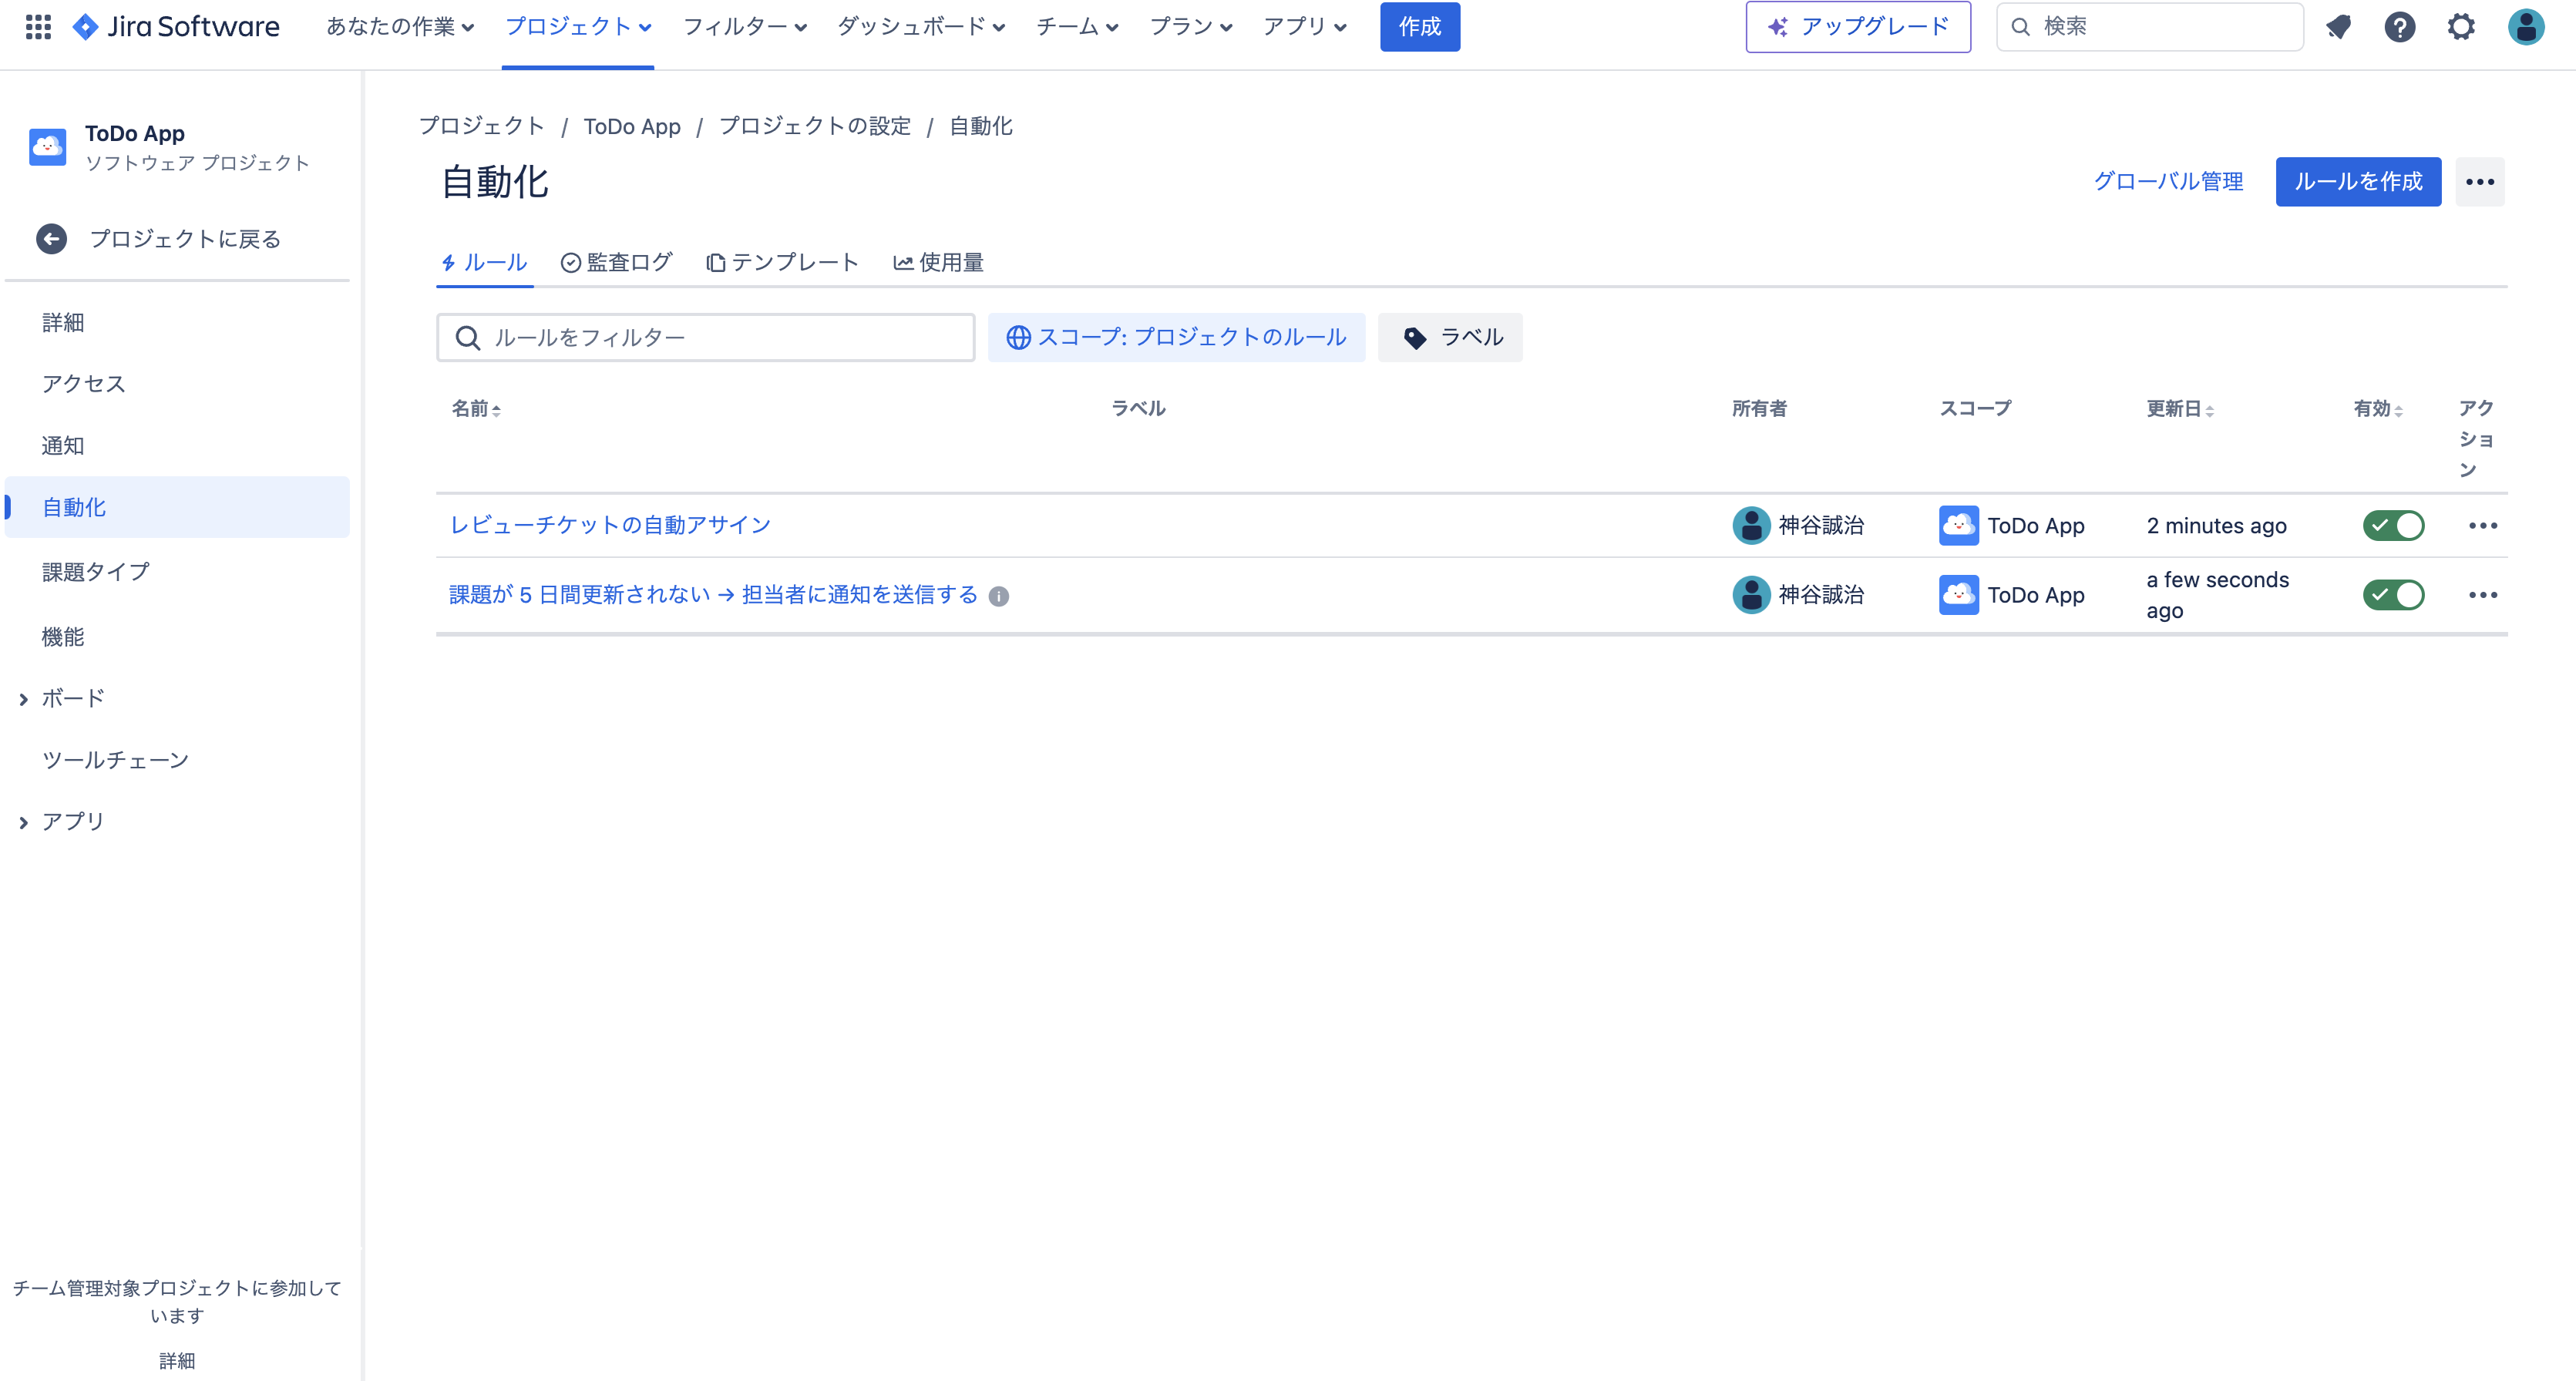 Jira Software あなたの作業 プロジェクト フィルター ダッシュボード チーム プラン アプリ 作成 アップグレード 検索
ToDo App
ソフトウェア プロジェクト
プロジェクトに戻る
詳細
アクセス
通知
自動化
課題タイプ
機能
ボード
ツールチェーン
アプリ
チーム管理対象プロジェクトに参加して
います
詳細
プロジェクト / ToDo App / プロジェクトの設定 / 自動化
自動化 グローバル管理 ルールを作成
ルール 監査ログ テンプレート 使用量
ルールをフィルター スコープ: プロジェクトのルール ラベル
名前 ラベル 所有者 スコープ 更新日 有効 アク
ショ
ン
レビューチケットの自動アサイン 神谷誠治 ToDo App 2 minutes ago
課題が 5 日間更新されない → 担当者に通知を送信する 神谷誠治 ToDo App a few seconds
ago